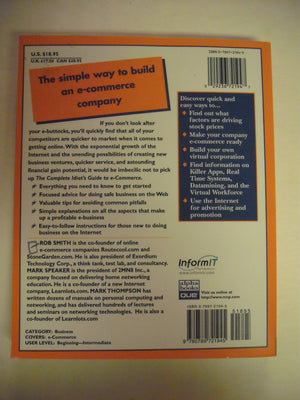 U.S. $18.95
The simple way to build
an e-commerce
company
If you don't look after
your e-buttocks, you'll quickly find that all of your
competitors are quicker to market than you when it comes
to getting online. With the exponential growth of the
Internet and the unending possibilities of creating new
business ventures, quicker service, and astounding
financial gain potential, it would be imbecilic not to pick
up The Complete Idiot's Guide to e-Commerce.
Everything you need to know to get started
Focused advice for doing safe business on the Web
Valuable tips for avoiding common pitfalls
Simple explanations on all the aspects that make
up a profitable e-business
Easy-to-follow instructions for those new to doing
business on the Internet
ROB SMITH is the co-founder of online
e-commerce companies Routecool.com and
StoneGarden.com. He is also president of Exordium
Technology Corp., a think tank, test lab, and consultancy.
MARK SPEAKER is the president of 2MN2 Inc., a
company focused on delivering home networking
education. He is co-founder of a new Internet
company, Learnlots.com. MARK THOMPSON has
written dozens of manuals on personal computing and
networking, and has delivered hundreds of lectures
and seminars on networking technologies. He is also
a co-founder of Learnlots.com.
CATEGORY: Business
COVERS: e-Commerce
USER LEVEL: Beginning—Intermediate
Discover quick and
easy ways to...
Find out what
factors are driving
stock prices
Make your company
e-commerce ready
Build your own
virtual corporation
Find information on
Killer Apps, Real
Time Systems,
Datamining, and the
Virtual Workforce
Use the Internet
for advertising and
promotion
InformIT
alpha
books
que
Visit us online at
http://www.mcp.com